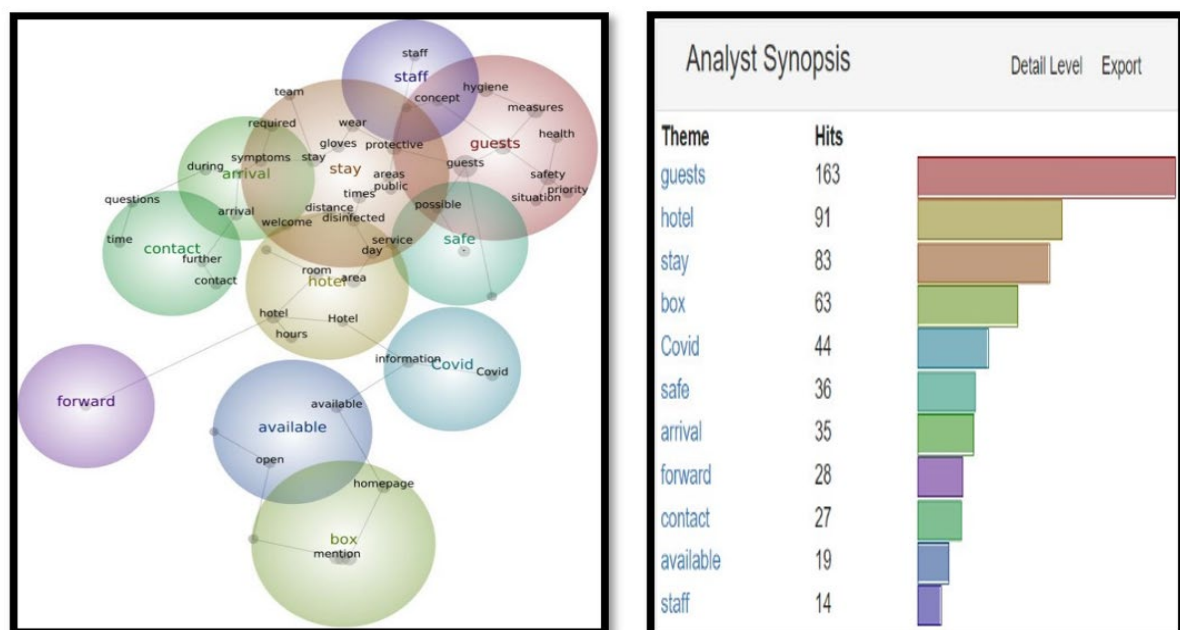 staff
staff
team
concept
hygiene
measures
required
wear
gloves
protective
guests
health
symptoms
stay
stay
guests
during
arrival
areas
public
safety
priority
situation
questions
times
distance
possible
arrival
welcome
disinfected
time
contact
further
service
day
safe
contact
room
area
hotel
hotel
Hotel
hours
information
Covid
Covid
forward
available
available
open
homepage
box
mention
Analyst Synopsis
Detail Level Export
Theme Hits
guests 163
hotel 91
stay 83
box 63
Covid 44
safe 36
arrival 35
forward 28
contact 27
available 19
staff 14